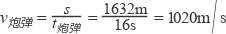 v炮弹 = s/t炮弹 = 1632m/16s = 1020m/s